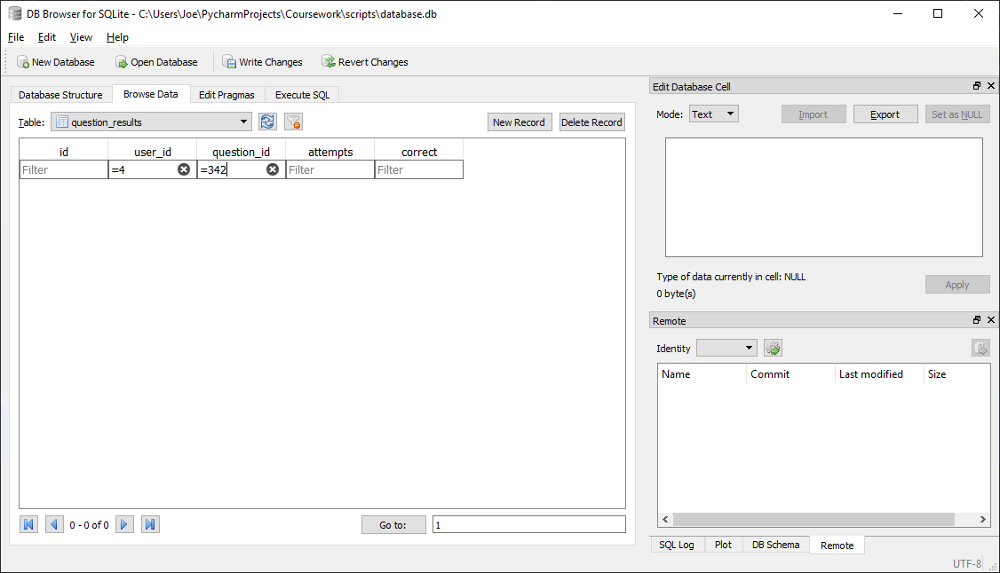 DB Browser for SQLite - C:\Users\Joe\PycharmProjects\Coursework\scripts\database.db
File Edit View Help
New Database Open Database Write Changes Revert Changes
Database Structure Browse Data Edit Pragmas Execute SQL
Table: question_results New Record Delete Record
id user_id question_id attempts correct
Filter =4 =342 Filter Filter
0 - 0 of 0 Go to: 1
Edit Database Cell
Mode: Text Import Export Set as NULL
Type of data currently in cell: NULL
0 byte(s)
Apply
Remote
Identity
Name Commit Last modified Size
SQL Log Plot DB Schema Remote
UTF-8